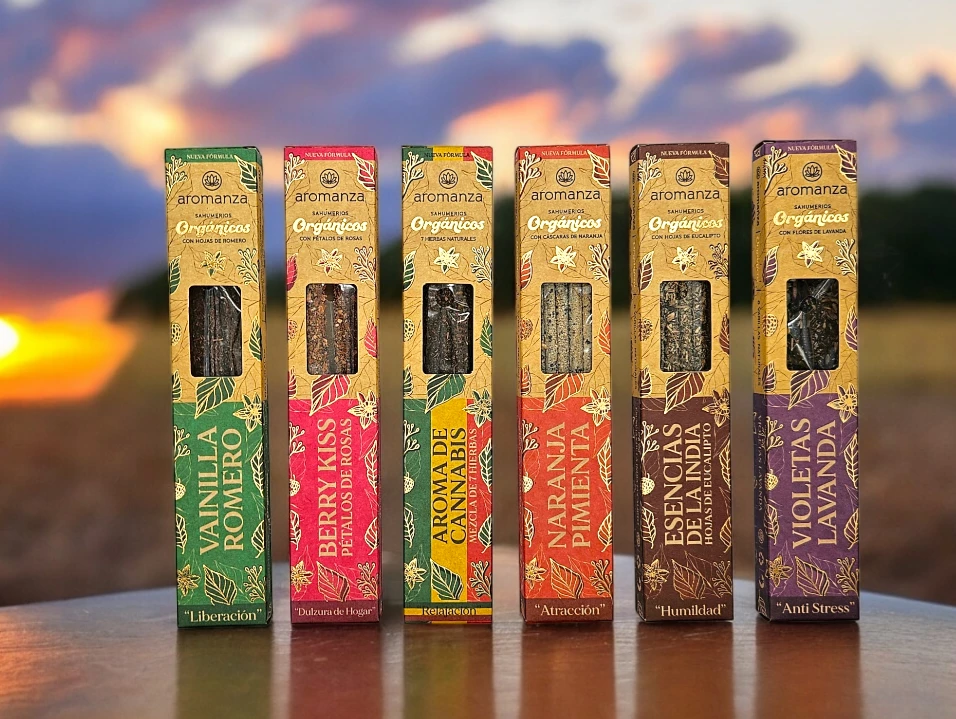 NUEVA FÓRMULA
aromanza
SAHUMERIOS
Orgánicos
CON HOJAS DE ROMERO
VAINILLA
ROMERO
"Liberación"
NUEVA FÓRMULA
aromanza
SAHUMERIOS
Orgánicos
CON PÉTALOS DE ROSAS
BERRY KISS
PÉTALOS DE ROSAS
"Dulzura de Hogar"
NUEVA FÓRMULA
aromanza
SAHUMERIOS
Orgánicos
7 HIERBAS NATURALES
AROMA DE
CANNABIS
MEZCLA DE 7 HIERBAS
NUEVA FÓRMULA
aromanza
SAHUMERIOS
Orgánicos
CON CÁSCARAS DE NARANJA
NARANJA
PIMIENTA
"Atracción"
NUEVA FÓRMULA
aromanza
SAHUMERIOS
Orgánicos
CON HOJAS DE EUCALIPTO
ESENCIAS
DE LA INDIA
HOJAS DE EUCALIPTO
"Humildad"
NUEVA FÓRMULA
aromanza
SAHUMERIOS
Orgánicos
CON FLORES DE LAVANDA
VIOLETAS
LAVANDA
"Anti Stress"